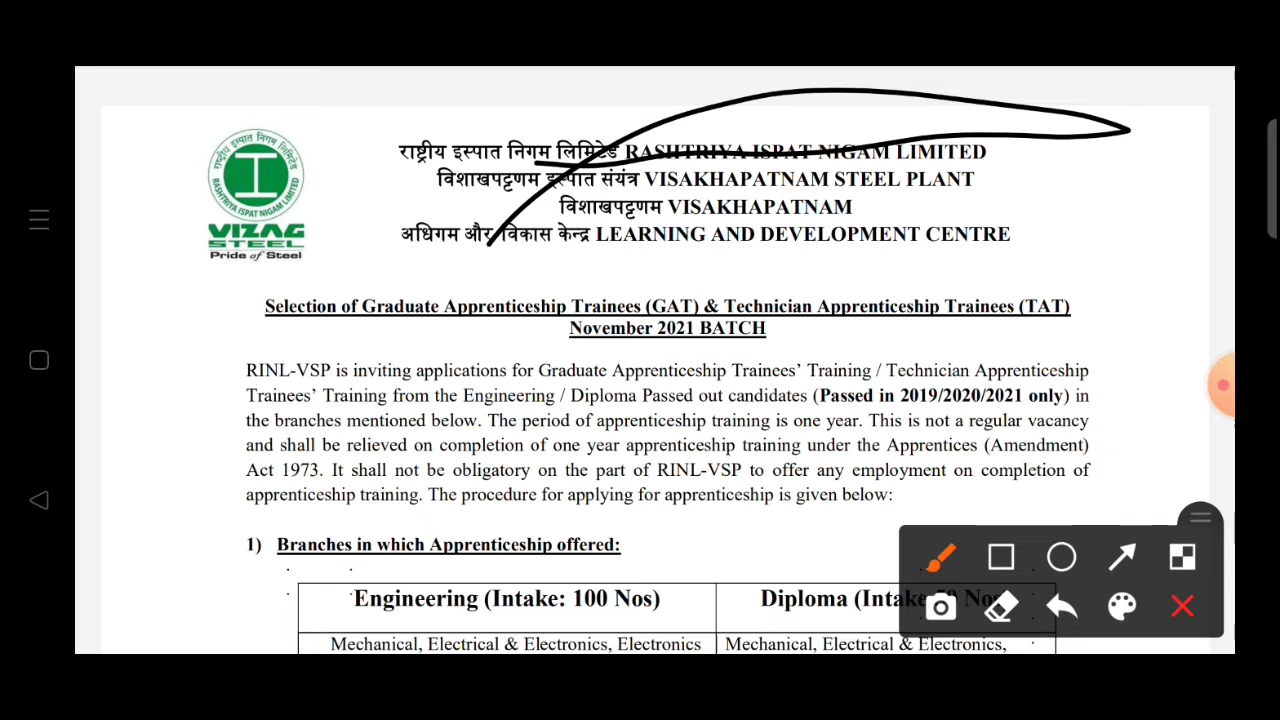 राष्ट्रीय इस्पात निगम लिमिटेड RASHTRIYA ISPAT NIGAM LIMITED
विशाखपट्टणम इस्पात संयंत्र VISAKHAPATNAM STEEL PLANT
विशाखपट्टणम VISAKHAPATNAM
अधिगम और विकास केन्द्र LEARNING AND DEVELOPMENT CENTRE
राष्ट्रीय इस्पात निगम लिमिटेड
RASHTRIYA ISPAT NIGAM LIMITED
VIZAG
STEEL
Pride of Steel
Selection of Graduate Apprenticeship Trainees (GAT) & Technician Apprenticeship Trainees (TAT)
November 2021 BATCH
RINL-VSP is inviting applications for Graduate Apprenticeship Trainees' Training / Technician Apprenticeship
Trainees' Training from the Engineering / Diploma Passed out candidates (Passed in 2019/2020/2021 only) in
the branches mentioned below. The period of apprenticeship training is one year. This is not a regular vacancy
and shall be relieved on completion of one year apprenticeship training under the Apprentices (Amendment)
Act 1973. It shall not be obligatory on the part of RINL-VSP to offer any employment on completion of
apprenticeship training. The procedure for applying for apprenticeship is given below:
1) Branches in which Apprenticeship offered:
Engineering (Intake: 100 Nos)
Diploma (Intake
Mechanical, Electrical & Electronics, Electronics
Mechanical, Electrical & Electronics,